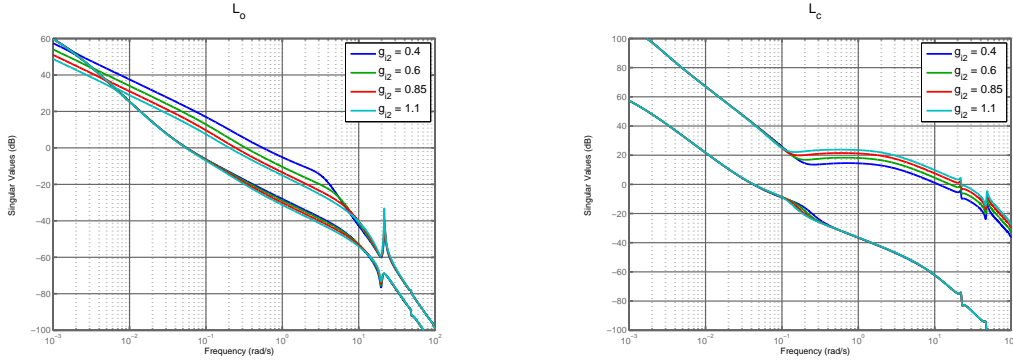 L_o
60
40
20
0
−20
−40
−60
−80
−100
Singular Values (dB)
10^−3
10^−2
10^−1
10^0
10^1
10^2
Frequency (rad/s)
g_i2 = 0.4
g_i2 = 0.6
g_i2 = 0.85
g_i2 = 1.1
L_c
100
80
60
40
20
0
−20
−40
−60
−80
−100
Singular Values (dB)
10^−3
10^−2
10^−1
10^0
10^1
10
Frequency (rad/s)
g_i2 = 0.4
g_i2 = 0.6
g_i2 = 0.85
g_i2 = 1.1